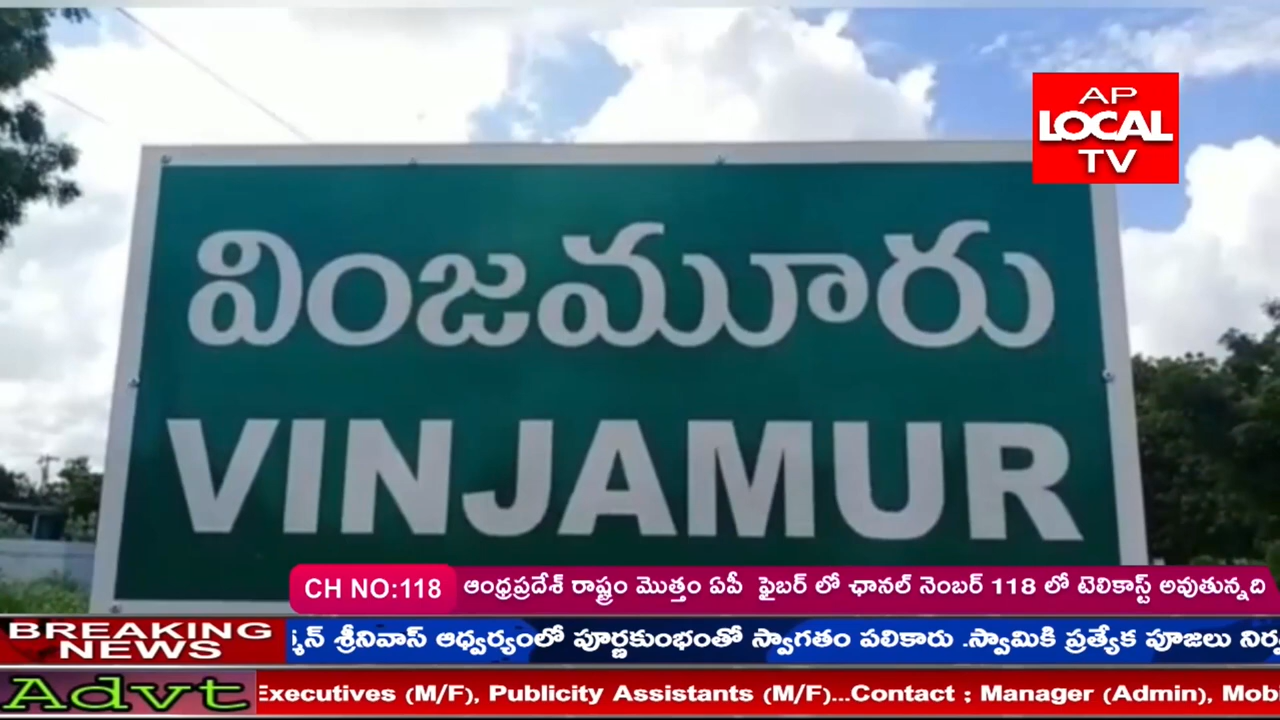 AP
LOCAL
TV
వింజమూరు
VINJAMUR
CH NO:118 ఆంధ్రప్రదేశ్ రాష్ట్రం మొత్తం ఏపీ ఫైబర్ లో ఛానల్ నెంబర్ 118 లో టెలికాస్ట్ అవుతున్నది
BREAKING
NEWS
శ్రీనివాస్ ఆధ్వర్యంలో పూర్ణకుంభంతో స్వాగతం పలికారు .స్వామికి ప్రత్యేక పూజలు
Advt
Executives (M/F), Publicity Assistants (M/F)...Contact ; Manager (Admin),